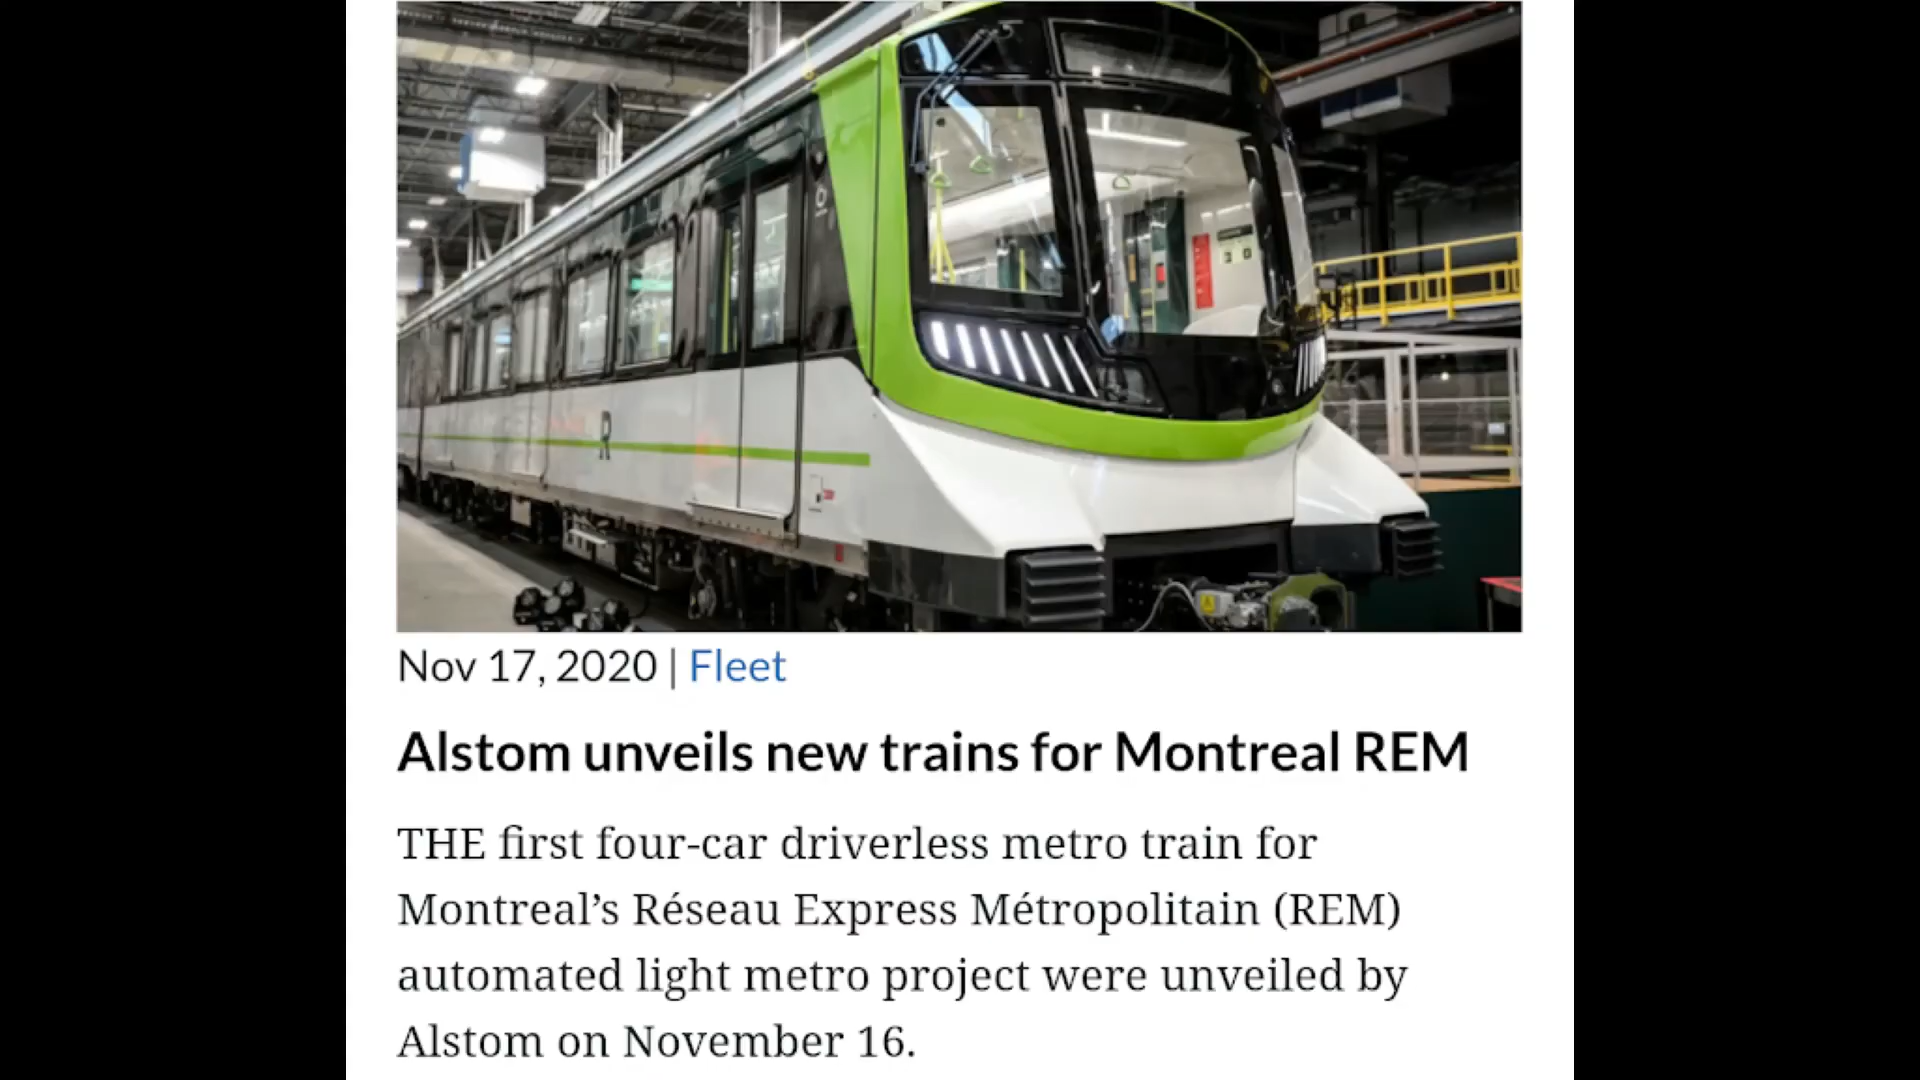 R
Nov 17, 2020 | Fleet
Alstom unveils new trains for Montreal REM
THE first four-car driverless metro train for
Montreal’s Réseau Express Métropolitain (REM)
automated light metro project were unveiled by
Alstom on November 16.